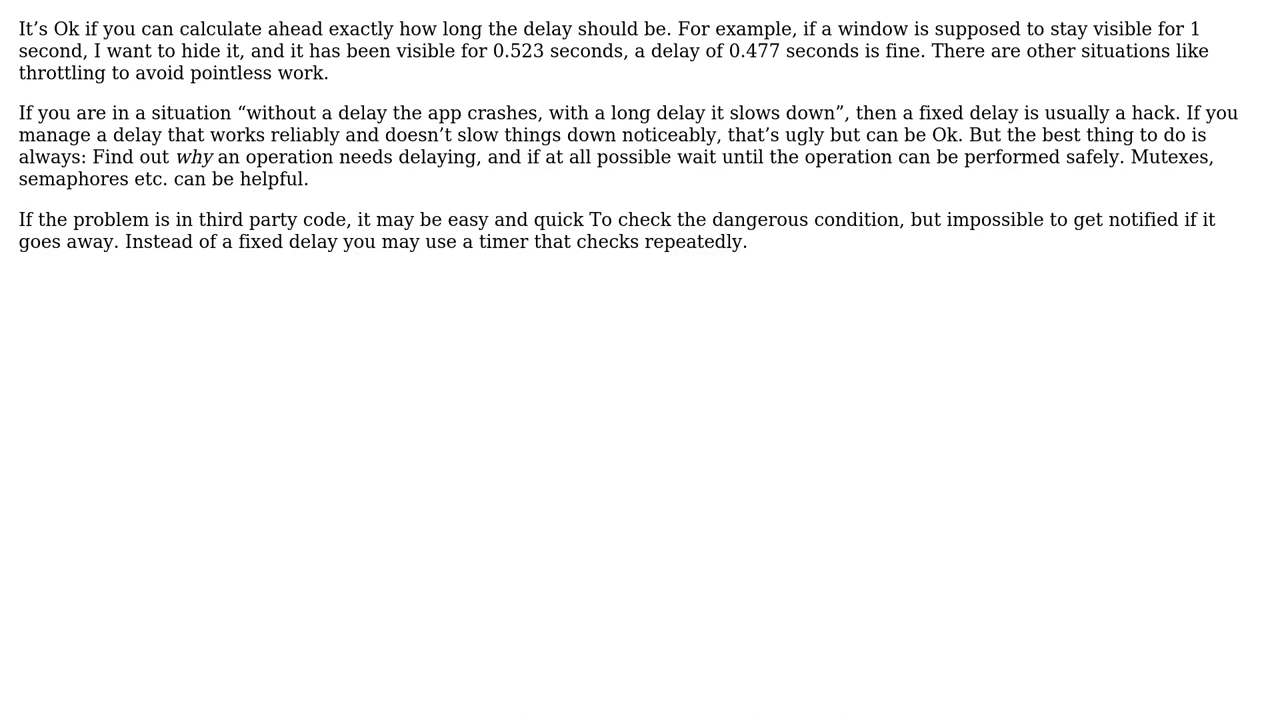 It’s Ok if you can calculate ahead exactly how long the delay should be. For example, if a window is supposed to stay visible for 1
second, I want to hide it, and it has been visible for 0.523 seconds, a delay of 0.477 seconds is fine. There are other situations like
throttling to avoid pointless work.
If you are in a situation “without a delay the app crashes, with a long delay it slows down”, then a fixed delay is usually a hack. If you
manage a delay that works reliably and doesn’t slow things down noticeably, that’s ugly but can be Ok. But the best thing to do is
always: Find out why an operation needs delaying, and if at all possible wait until the operation can be performed safely. Mutexes,
semaphores etc. can be helpful.
If the problem is in third party code, it may be easy and quick To check the dangerous condition, but impossible to get notified if it
goes away. Instead of a fixed delay you may use a timer that checks repeatedly.